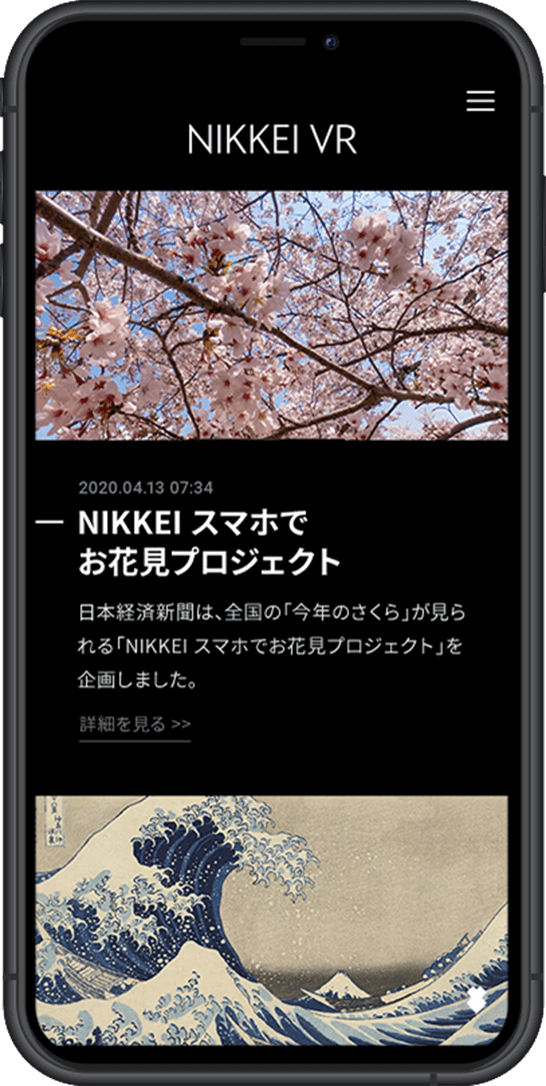 NIKKEI VR
2020.04.13 07:34
NIKKEI スマホで
お花見プロジェクト
日本経済新聞は、全国の「今年のさくら」が見ら
れる「NIKKEI スマホでお花見プロジェクト」を
企画しました。
詳細を見る >>